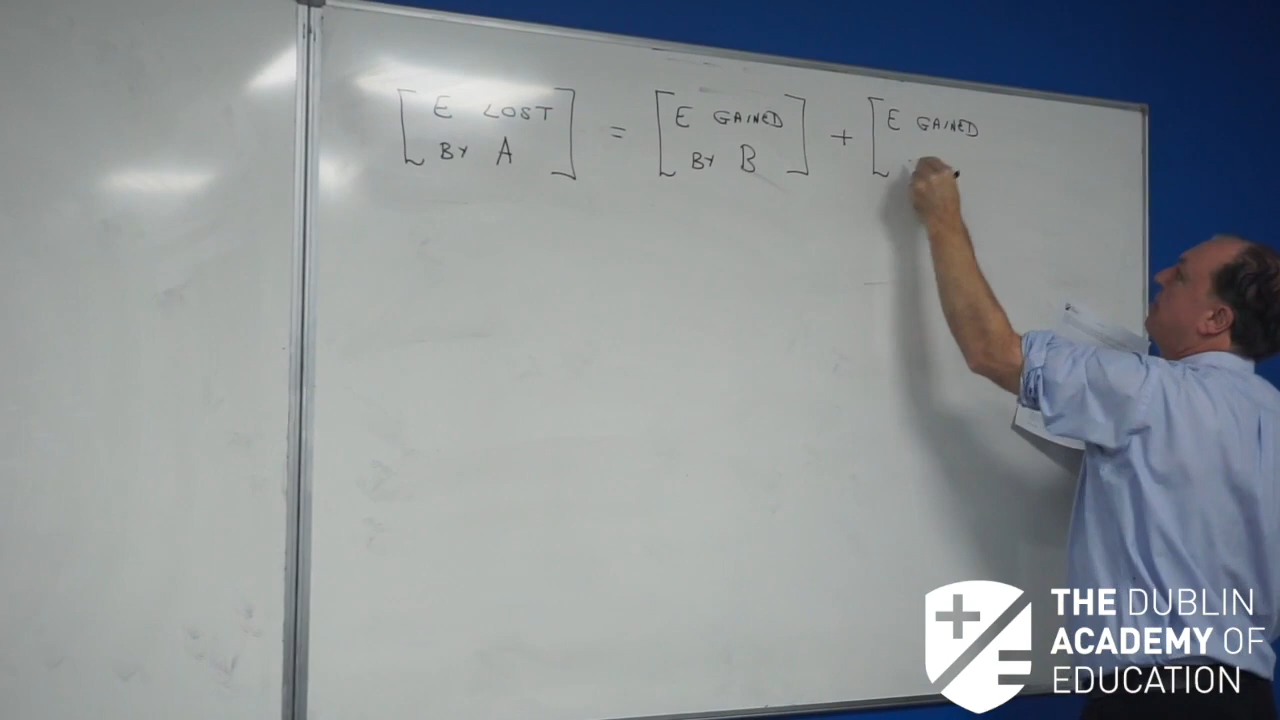 [E LOST
BY A] = [E GAINED
BY B] + [E GAINED
THE DUBLIN
ACADEMY OF
EDUCATION